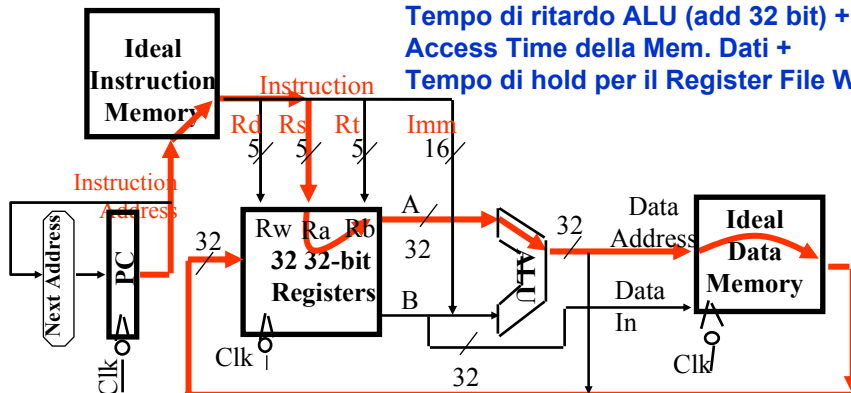 Tempo di ritardo ALU (add 32 bit) +
Access Time della Mem. Dati +
Tempo di hold per il Register File W
Ideal
Instruction
Memory
Instruction
Rd Rs Rt Imm
5 5 5 16
Instruction
Address
32
Rw Ra Rb
32 32-bit
Registers
A
32
B
32
ALU
32
Data
Address
Ideal
Data
Memory
Data
In
Next Address
PC
Clk
Clk
Clk